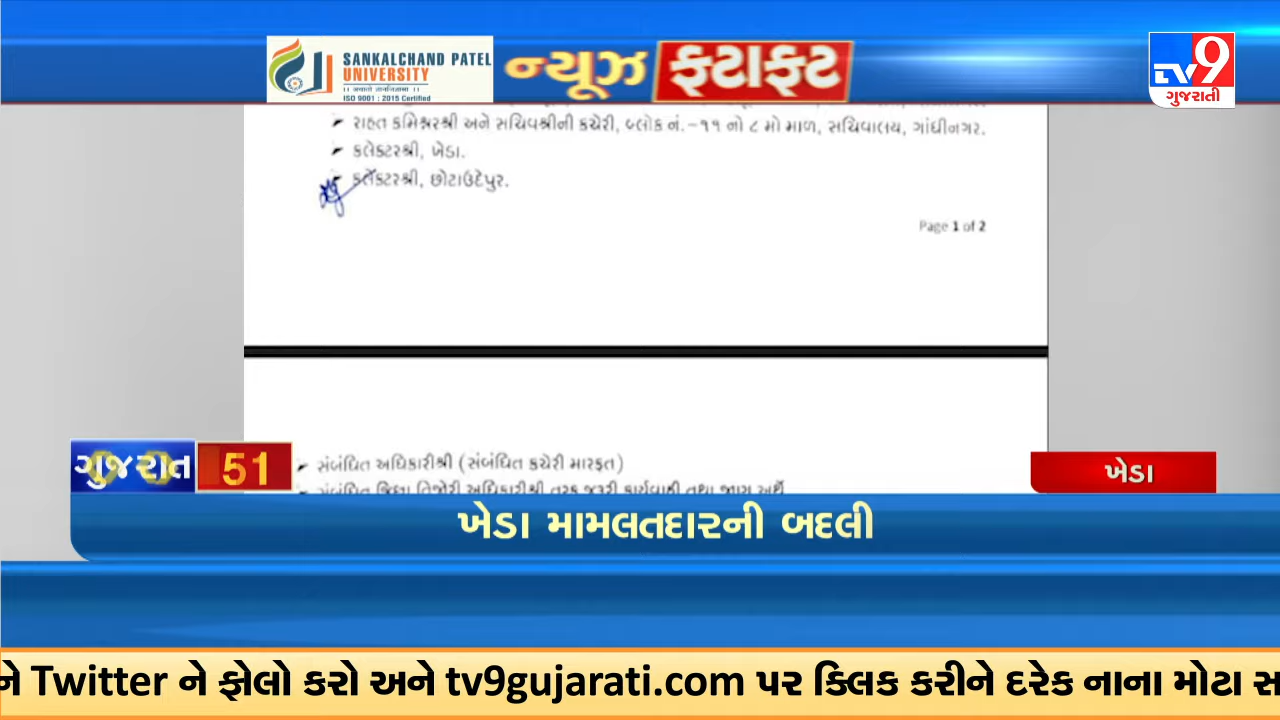 SANKALCHAND PATEL
UNIVERSITY
ISO 9001 : 2015 Certified
ન્યૂઝ ફટાફટ
tv9
ગુજરાતી
રાહત કમિશ્નરશ્રી અને સચિવશ્રીની કચેરી, બ્લોક નં.-૧૧ નો ૮ મો માળ, સચિવાલય, ગાંધીનગર.
કલેક્ટરશ્રી, ખેડા.
કલેક્ટરશ્રી, છોટાઉદેપુર.
Page 1 of 2
સંબંધિત અધિકારીશ્રી (સંબંધિત કચેરી મારફત)
ગુજરાત 51
ખેડા
ખેડા મામલતદારની બદલી
ને Twitter ને ફોલો કરો અને tv9gujarati.com પર ક્લિક કરીને દરેક નાના મોટા સ